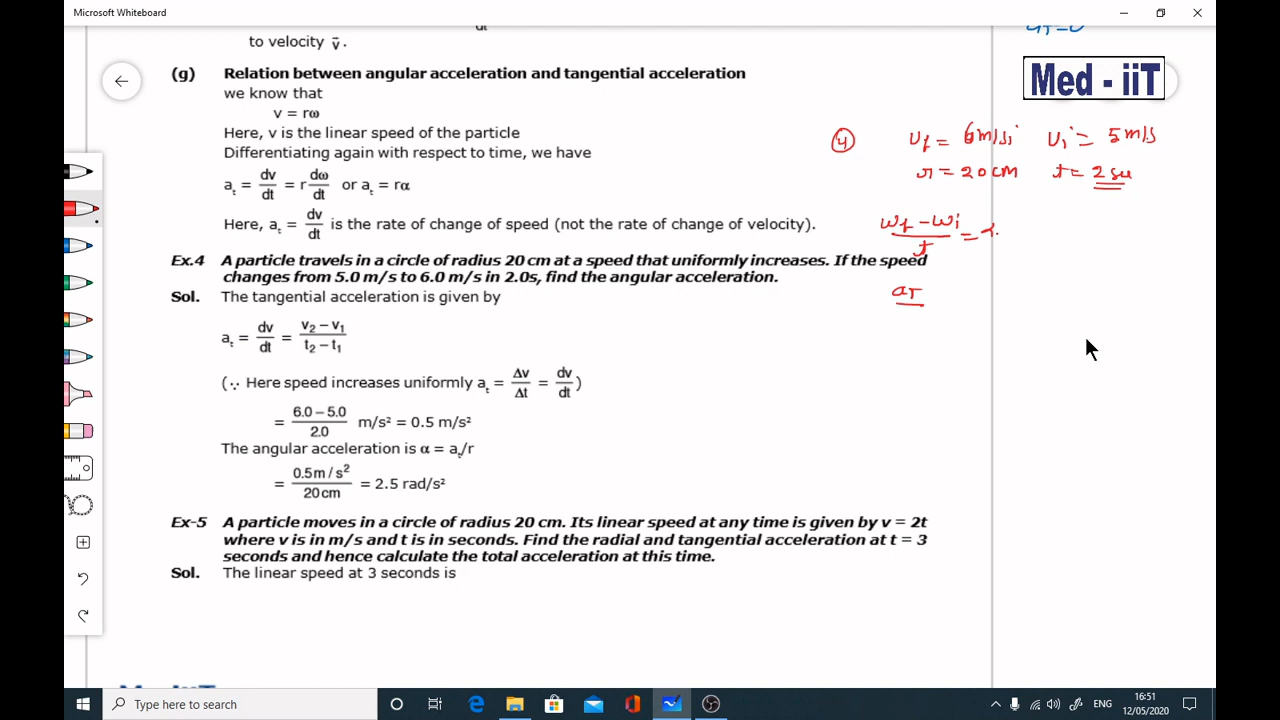 Microsoft Whiteboard
to velocity v̄ .
dt
(g) Relation between angular acceleration and tangential acceleration
we know that
v = rω
Here, v is the linear speed of the particle
Differentiating again with respect to time, we have
aₜ = dv/dt = r dω/dt or aₜ = rα
Here, aₜ = dv/dt is the rate of change of speed (not the rate of change of velocity).
Ex.4 A particle travels in a circle of radius 20 cm at a speed that uniformly increases. If the speed
changes from 5.0 m/s to 6.0 m/s in 2.0s, find the angular acceleration.
Sol. The tangential acceleration is given by
aₜ = dv/dt = (v₂ – v₁)/(t₂ – t₁)
(∵ Here speed increases uniformly aₜ = Δv/Δt = dv/dt)
= (6.0 – 5.0)/2.0 m/s² = 0.5 m/s²
The angular acceleration is α = aₜ/r
= (0.5 m / s²)/(20 cm) = 2.5 rad/s²
Ex-5 A particle moves in a circle of radius 20 cm. Its linear speed at any time is given by v = 2t
where v is in m/s and t is in seconds. Find the radial and tangential acceleration at t = 3
seconds and hence calculate the total acceleration at this time.
Sol. The linear speed at 3 seconds is
Med - iiT
④ Vf = 6m/s; Vi = 5m/s
r = 20 cm t = 2 sec
(ωf – ωi)/t =
aT
Type here to search
ENG
16:51
12/05/2020